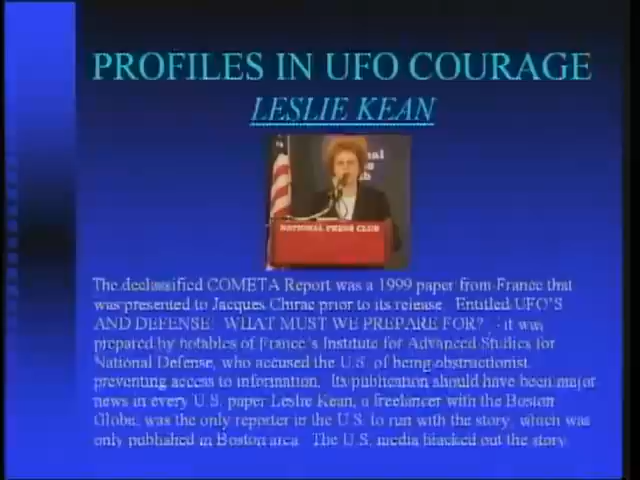 PROFILES IN UFO COURAGE
LESLIE KEAN
NATIONAL PRESS CLUB
The declassified COMETA Report was a 1999 paper from France that
was presented to Jacques Chirac prior to its release. Entitled UFO'S
AND DEFENSE: WHAT MUST WE PREPARE FOR? it was
prepared by notables of France's Institute for Advanced Studies for
National Defense, who accused the U.S. of being obstructionist,
preventing access to information. Its publication should have been major
news in every U.S. paper Leslie Kean, a freelancer with the Boston
Globe, was the only reporter in the U.S. to run with the story, which was
only published in Boston area. The U.S. media blacked out the story.